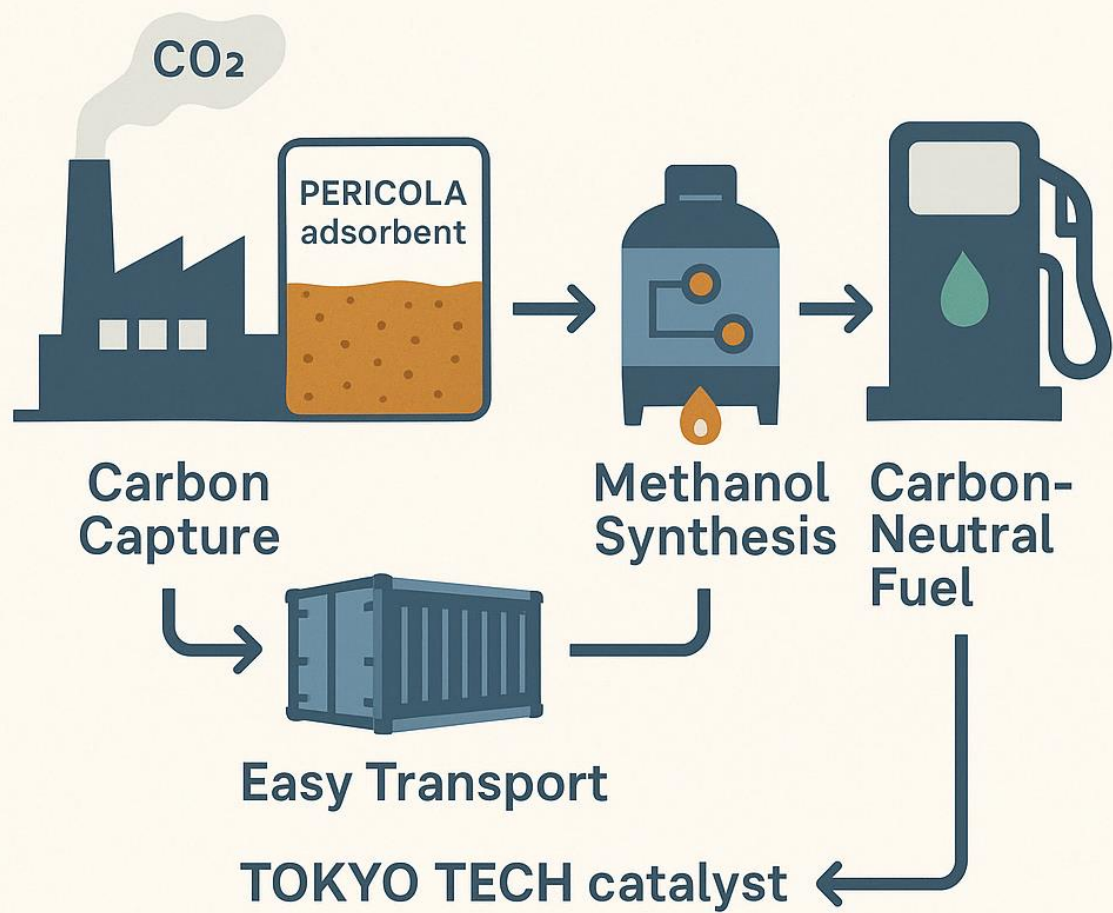 CO₂
PERICOLA
adsorbent
Carbon
Capture
Methanol
Synthesis
Carbon-
Neutral
Fuel
Easy Transport
TOKYO TECH catalyst